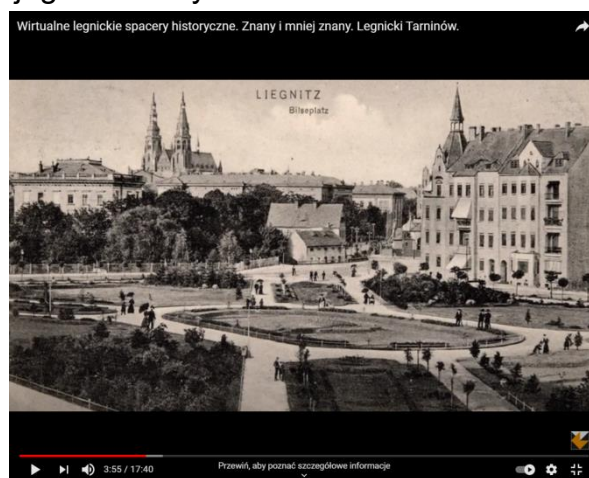 Wirtualne legnickie spacery historyczne. Znany i mniej znany. Legnicki Tarninów.
LIEGNITZ
Bilseplatz
3:55 / 17:40
Przewiń, aby poznać szczegółowe informacje